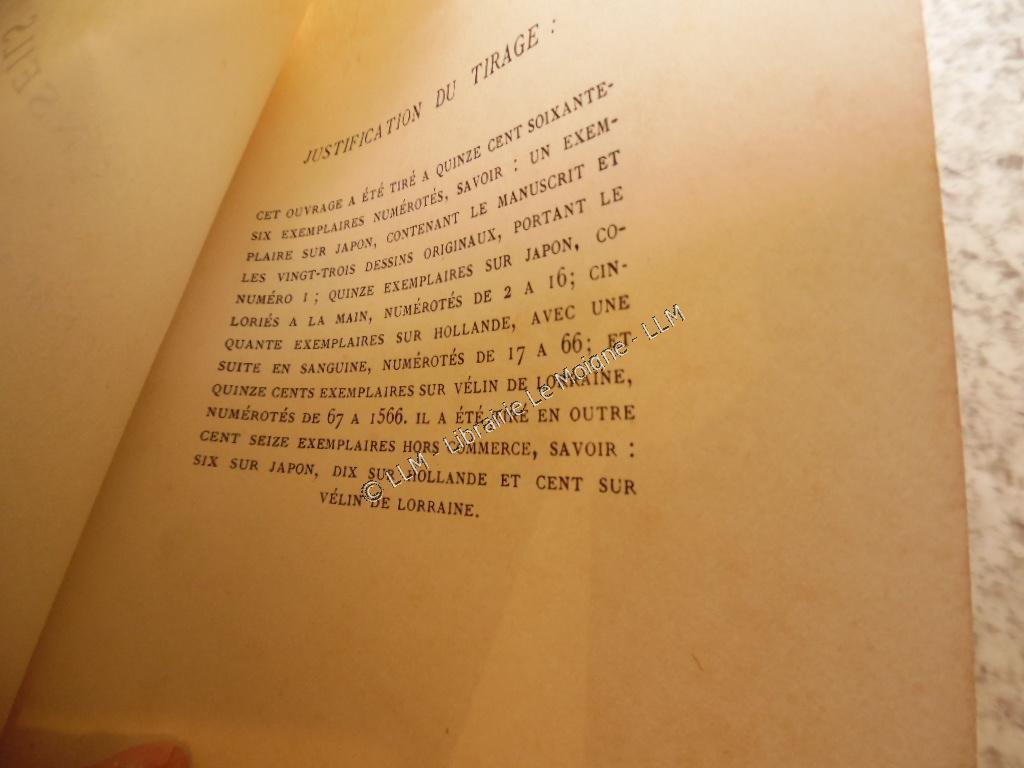 JUSTIFICATION DU TIRAGE :
CET OUVRAGE A ÉTÉ TIRÉ A QUINZE CENT SOIXANTE-
SIX EXEMPLAIRES NUMÉROTÉS, SAVOIR : UN EXEM-
PLAIRE SUR JAPON, CONTENANT LE MANUSCRIT ET
LES VINGT-TROIS DESSINS ORIGINAUX, PORTANT LE
NUMÉRO 1 ; QUINZE EXEMPLAIRES SUR JAPON, CO-
LORIÉS A LA MAIN, NUMÉROTÉS DE 2 A 16; CIN-
QUANTE EXEMPLAIRES SUR HOLLANDE, AVEC UNE
SUITE EN SANGUINE, NUMÉROTÉS DE 17 A 66; ET
QUINZE CENTS EXEMPLAIRES SUR VÉLIN DE LORRAINE,
NUMÉROTÉS DE 67 A 1566. IL A ÉTÉ TIRÉ EN OUTRE
CENT SEIZE EXEMPLAIRES HORS COMMERCE, SAVOIR :
SIX SUR JAPON, DIX SUR HOLLANDE ET CENT SUR
VÉLIN DE LORRAINE.
© LLM - Librairie Le Moigne - LLM